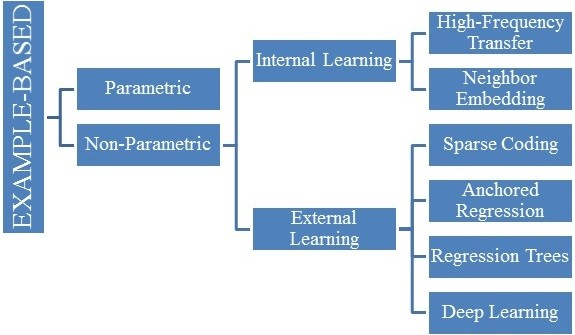 EXAMPLE-BASED
Parametric
Non-Parametric
Internal Learning
High-Frequency
Transfer
Neighbor
Embedding
External
Learning
Sparse Coding
Anchored
Regression
Regression Trees
Deep Learning